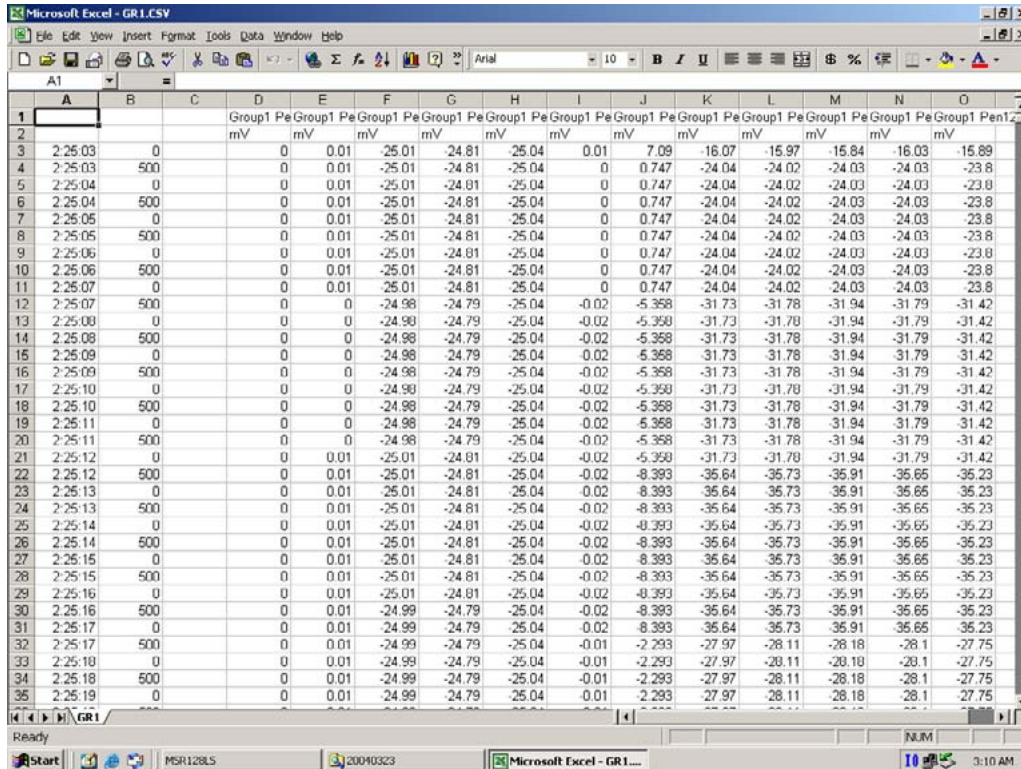 Microsoft Excel - GR1.CSV
File Edit View Insert Format Tools Data Window Help
Arial 10 B I U $ %
A1 =
A B C D E F G H I J K L M N O
1 Group1 Pe Group1 Pe Group1 Pe Group1 Pe Group1 Pe Group1 Pe Group1 Pe Group1 Pe Group1 Pe Group1 Pe Group1 Pe Group1 Pen12
2 mV mV mV mV mV mV mV mV mV mV mV mV
3 2:25:03 0 0 0.01 -25.01 -24.81 -25.04 0.01 7.09 -16.07 -15.97 -15.84 -16.03 -15.89
4 2:25:03 500 0 0.01 -25.01 -24.81 -25.04 0 0.747 -24.04 -24.02 -24.03 -24.03 -23.8
5 2:25:04 0 0 0.01 -25.01 -24.81 -25.04 0 0.747 -24.04 -24.02 -24.03 -24.03 -23.8
6 2:25:04 500 0 0.01 -25.01 -24.81 -25.04 0 0.747 -24.04 -24.02 -24.03 -24.03 -23.8
7 2:25:05 0 0 0.01 -25.01 -24.81 -25.04 0 0.747 -24.04 -24.02 -24.03 -24.03 -23.8
8 2:25:05 500 0 0.01 -25.01 -24.81 -25.04 0 0.747 -24.04 -24.02 -24.03 -24.03 -23.8
9 2:25:06 0 0 0.01 -25.01 -24.81 -25.04 0 0.747 -24.04 -24.02 -24.03 -24.03 -23.8
10 2:25:06 500 0 0.01 -25.01 -24.81 -25.04 0 0.747 -24.04 -24.02 -24.03 -24.03 -23.8
11 2:25:07 0 0 0.01 -25.01 -24.81 -25.04 0 0.747 -24.04 -24.02 -24.03 -24.03 -23.8
12 2:25:07 500 0 0 -24.98 -24.79 -25.04 -0.02 -5.358 -31.73 -31.78 -31.94 -31.79 -31.42
13 2:25:08 0 0 0 -24.98 -24.79 -25.04 -0.02 -5.358 -31.73 -31.78 -31.94 -31.79 -31.42
14 2:25:08 500 0 0 -24.98 -24.79 -25.04 -0.02 -5.358 -31.73 -31.78 -31.94 -31.79 -31.42
15 2:25:09 0 0 0 -24.98 -24.79 -25.04 -0.02 -5.358 -31.73 -31.78 -31.94 -31.79 -31.42
16 2:25:09 500 0 0 -24.98 -24.79 -25.04 -0.02 -5.358 -31.73 -31.78 -31.94 -31.79 -31.42
17 2:25:10 0 0 0 -24.98 -24.79 -25.04 -0.02 -5.358 -31.73 -31.78 -31.94 -31.79 -31.42
18 2:25:10 500 0 0 -24.98 -24.79 -25.04 -0.02 -5.358 -31.73 -31.78 -31.94 -31.79 -31.42
19 2:25:11 0 0 0 -24.98 -24.79 -25.04 -0.02 -5.358 -31.73 -31.78 -31.94 -31.79 -31.42
20 2:25:11 500 0 0 -24.98 -24.79 -25.04 -0.02 -5.358 -31.73 -31.78 -31.94 -31.79 -31.42
21 2:25:12 0 0 0.01 -25.01 -24.81 -25.04 -0.02 -5.358 -31.73 -31.78 -31.94 -31.79 -31.42
22 2:25:12 500 0 0.01 -25.01 -24.81 -25.04 -0.02 -8.393 -35.64 -35.73 -35.91 -35.65 -35.23
23 2:25:13 0 0 0.01 -25.01 -24.81 -25.04 -0.02 -8.393 -35.64 -35.73 -35.91 -35.65 -35.23
24 2:25:13 500 0 0.01 -25.01 -24.81 -25.04 -0.02 -8.393 -35.64 -35.73 -35.91 -35.65 -35.23
25 2:25:14 0 0 0.01 -25.01 -24.81 -25.04 -0.02 -8.393 -35.64 -35.73 -35.91 -35.65 -35.23
26 2:25:14 500 0 0.01 -25.01 -24.81 -25.04 -0.02 -8.393 -35.64 -35.73 -35.91 -35.65 -35.23
27 2:25:15 0 0 0.01 -25.01 -24.81 -25.04 -0.02 -8.393 -35.64 -35.73 -35.91 -35.65 -35.23
28 2:25:15 500 0 0.01 -25.01 -24.81 -25.04 -0.02 -8.393 -35.64 -35.73 -35.91 -35.65 -35.23
29 2:25:16 0 0 0.01 -25.01 -24.81 -25.04 -0.02 -8.393 -35.64 -35.73 -35.91 -35.65 -35.23
30 2:25:16 500 0 0.01 -24.99 -24.79 -25.04 -0.02 -8.393 -35.64 -35.73 -35.91 -35.65 -35.23
31 2:25:17 0 0 0.01 -24.99 -24.79 -25.04 -0.02 -8.393 -35.64 -35.73 -35.91 -35.65 -35.23
32 2:25:17 500 0 0.01 -24.99 -24.79 -25.04 -0.01 -2.293 -27.97 -28.11 -28.18 -28.1 -27.75
33 2:25:18 0 0 0.01 -24.99 -24.79 -25.04 -0.01 -2.293 -27.97 -28.11 -28.18 -28.1 -27.75
34 2:25:18 500 0 0.01 -24.99 -24.79 -25.04 -0.01 -2.293 -27.97 -28.11 -28.18 -28.1 -27.75
35 2:25:19 0 0 0.01 -24.99 -24.79 -25.04 -0.01 -2.293 -27.97 -28.11 -28.18 -28.1 -27.75
GR1
Ready NUM
Start MSR128LS 20040323 Microsoft Excel - GR1.... 3:10 AM